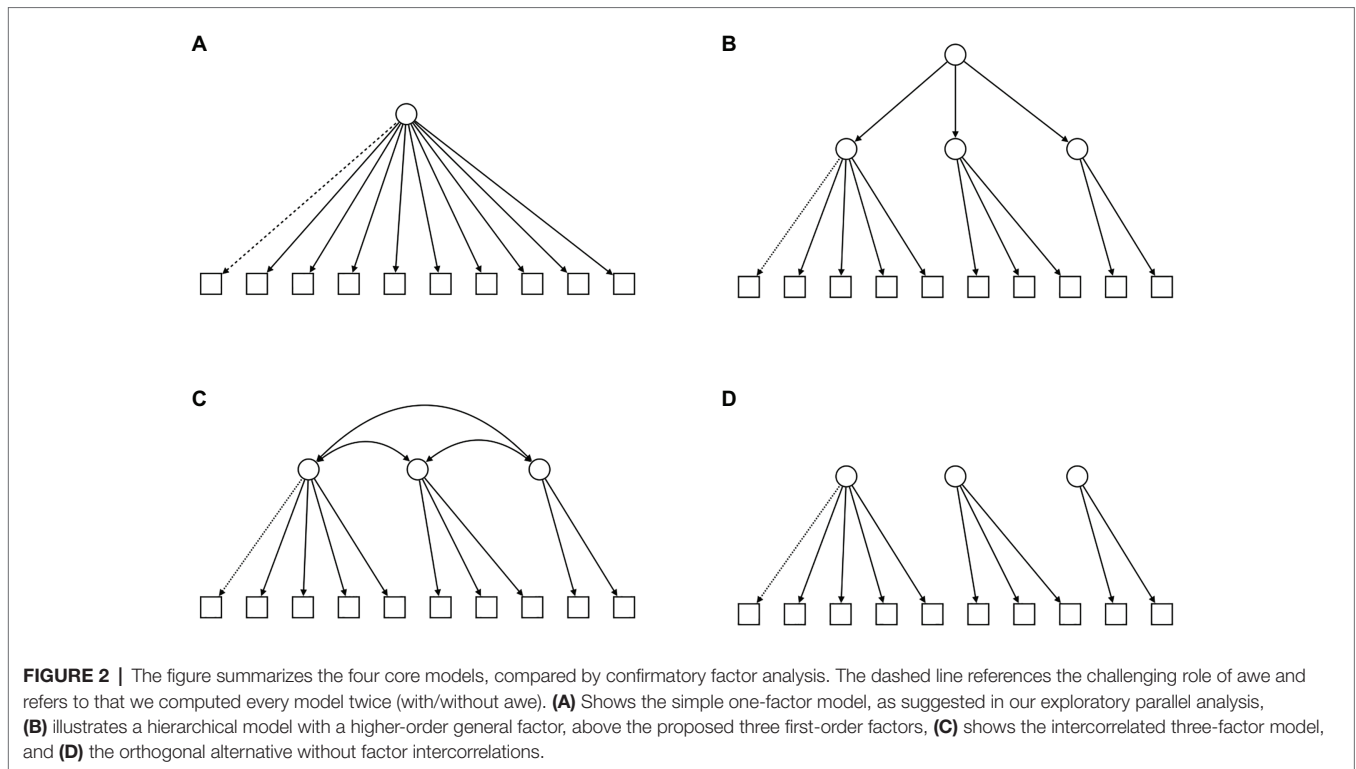 A
B
C
D
FIGURE 2 | The figure summarizes the four core models, compared by confirmatory factor analysis. The dashed line references the challenging role of awe and
refers to that we computed every model twice (with/without awe). (A) Shows the simple one-factor model, as suggested in our exploratory parallel analysis,
(B) illustrates a hierarchical model with a higher-order general factor, above the proposed three first-order factors, (C) shows the intercorrelated three-factor model,
and (D) the orthogonal alternative without factor intercorrelations.